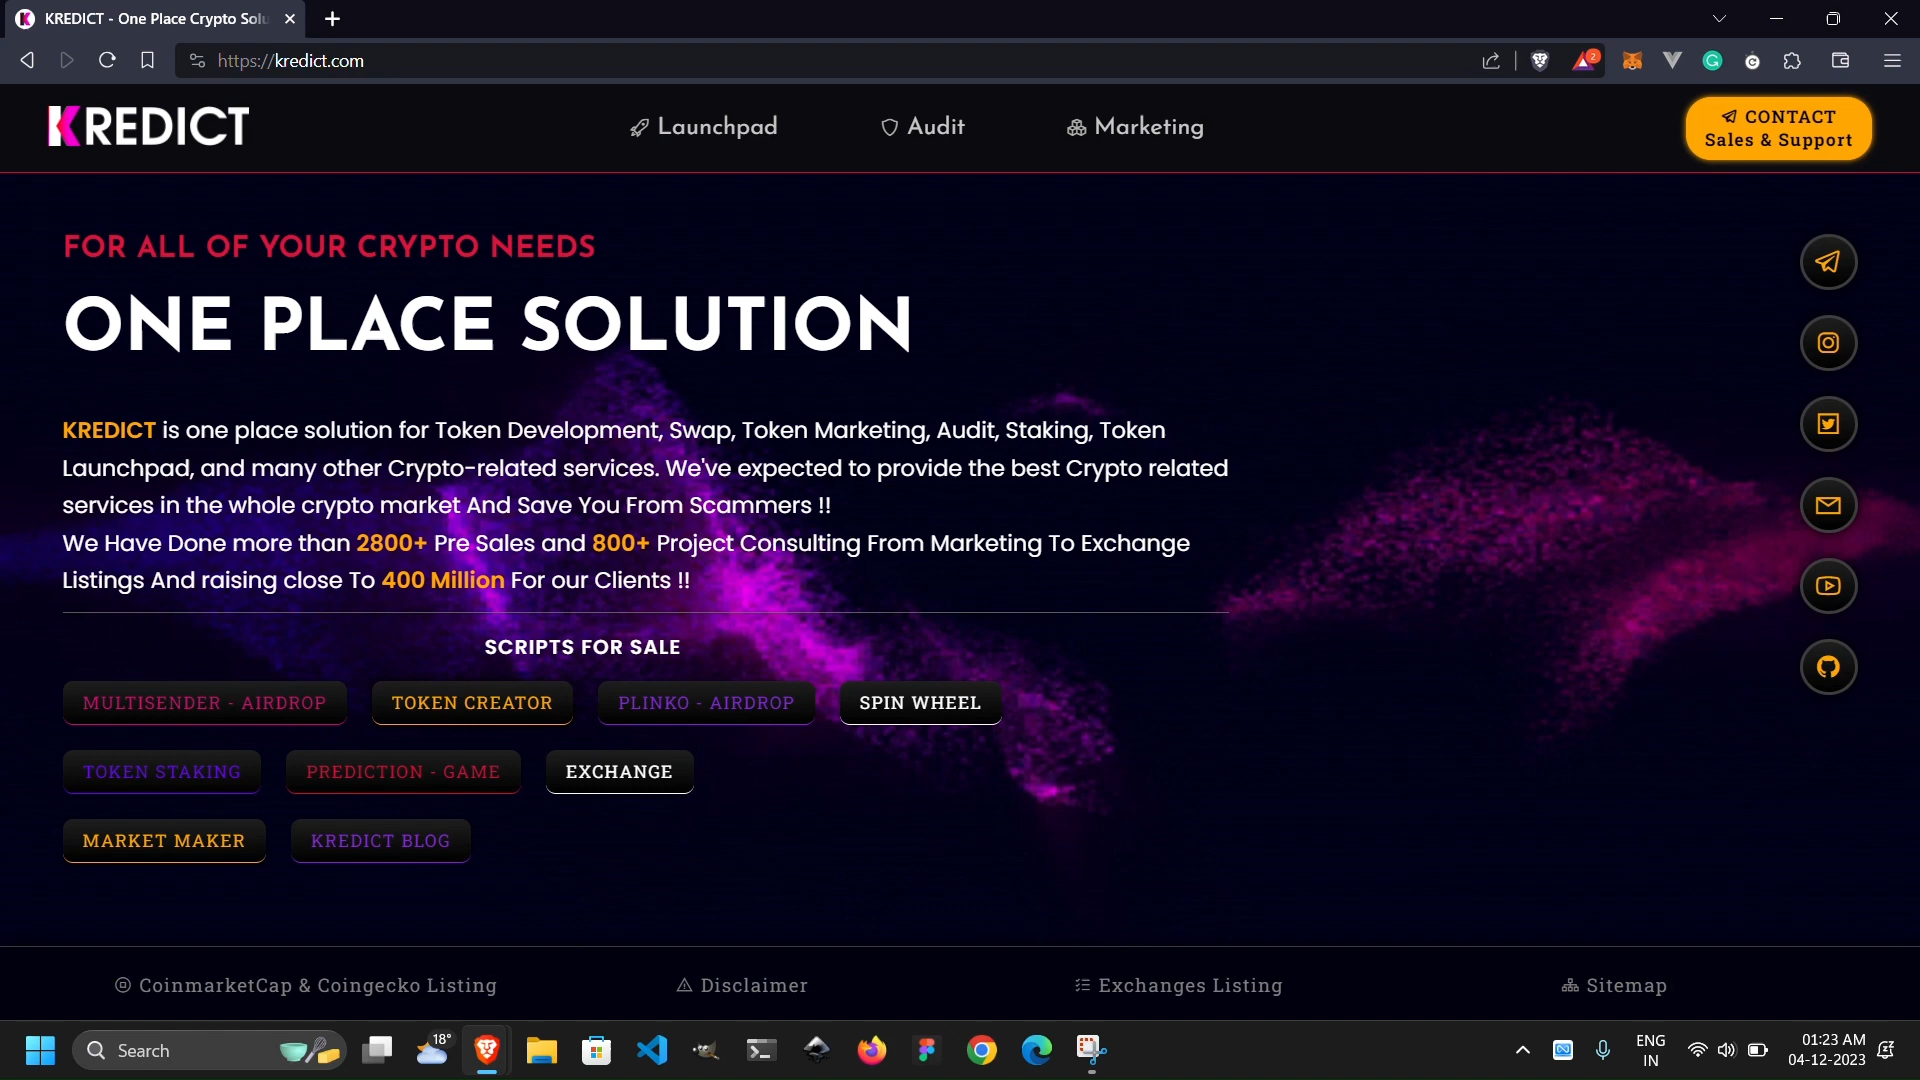 KREDICT - One Place Crypto Solu
https://kredict.com
2
KREDICT
Launchpad
Audit
Marketing
CONTACT
Sales & Support
FOR ALL OF YOUR CRYPTO NEEDS
ONE PLACE SOLUTION
KREDICT is one place solution for Token Development, Swap, Token Marketing, Audit, Staking, Token
Launchpad, and many other Crypto-related services. We've expected to provide the best Crypto related
services in the whole crypto market And Save You From Scammers !!
We Have Done more than 2800+ Pre Sales and 800+ Project Consulting From Marketing To Exchange
Listings And raising close To 400 Million For our Clients !!
SCRIPTS FOR SALE
MULTISENDER - AIRDROP
TOKEN CREATOR
PLINKO - AIRDROP
SPIN WHEEL
TOKEN STAKING
PREDICTION - GAME
EXCHANGE
MARKET MAKER
KREDICT BLOG
CoinmarketCap & Coingecko Listing
Disclaimer
Exchanges Listing
Sitemap
Search
18°
ENG
IN
01:23 AM
04-12-2023